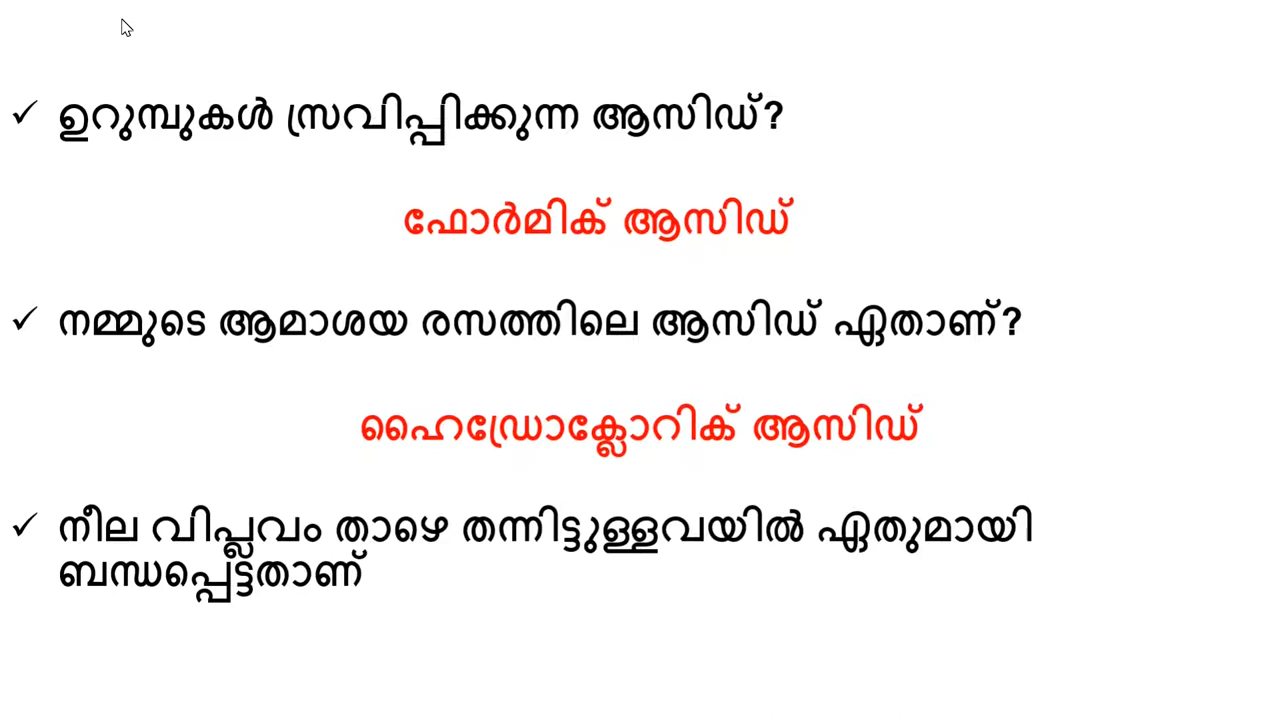 ✓ ഉറുമ്പുകൾ സ്രവിപ്പിക്കുന്ന ആസിഡ്?
ഫോർമിക് ആസിഡ്
✓ നമ്മുടെ ആമാശയ രസത്തിലെ ആസിഡ് ഏതാണ്?
ഹൈഡ്രോക്ലോറിക് ആസിഡ്
✓ നീല വിപ്ലവം താഴെ തന്നിട്ടുള്ളവയിൽ ഏതുമായി
ബന്ധപ്പെട്ടതാണ്